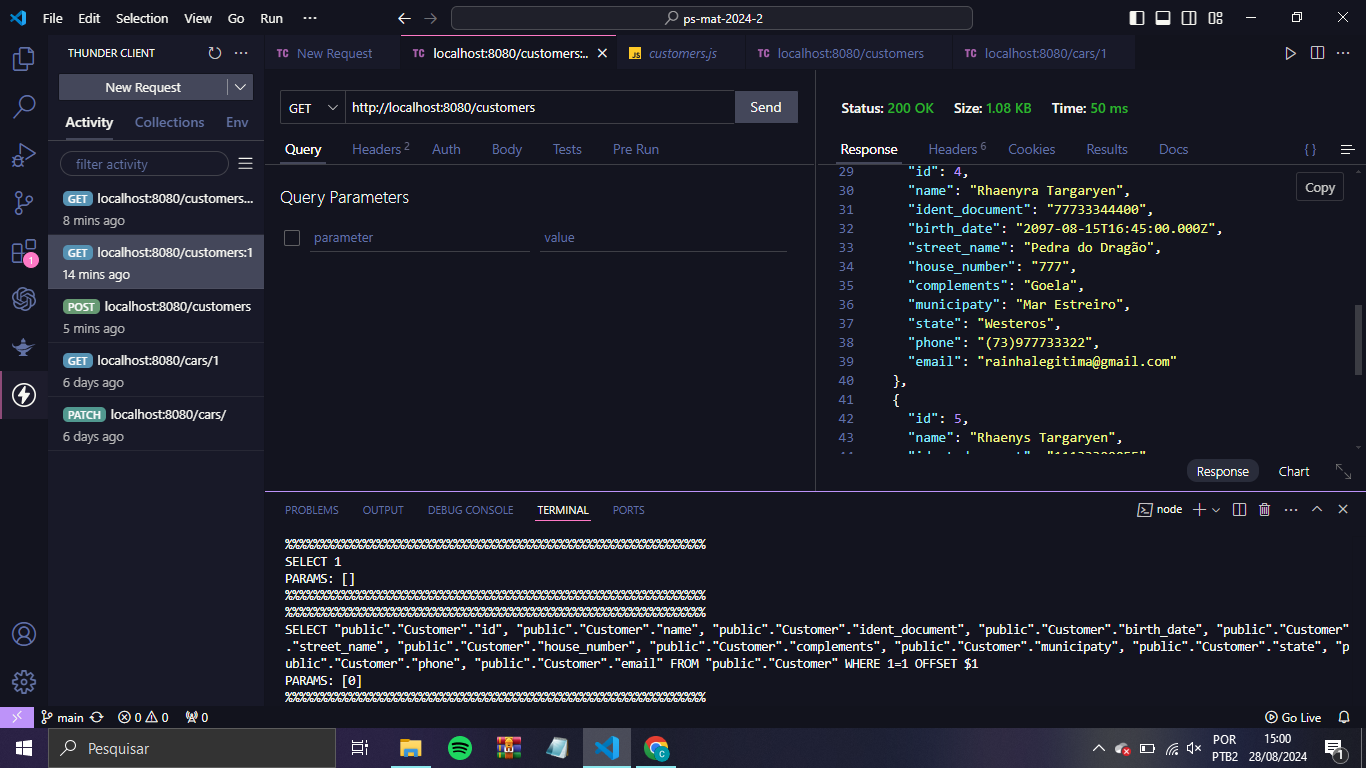 File Edit Selection View Go Run ··· ps-mat-2024-2
THUNDER CLIENT
New Request
Activity Collections Env
filter activity
GET localhost:8080/customers...
8 mins ago
GET localhost:8080/customers:1
14 mins ago
POST localhost:8080/customers
5 mins ago
GET localhost:8080/cars/1
6 days ago
PATCH localhost:8080/cars/
6 days ago
TC New Request TC localhost:8080/customers:... JS customers.js TC localhost:8080/customers TC localhost:8080/cars/1
GET http://localhost:8080/customers Send
Query Headers 2 Auth Body Tests Pre Run
Query Parameters
parameter value
Status: 200 OK Size: 1.08 KB Time: 50 ms
Response Headers 6 Cookies Results Docs { }
Copy
29 "id": 4,
30 "name": "Rhaenyra Targaryen",
31 "ident_document": "77733344400",
32 "birth_date": "2097-08-15T16:45:00.000Z",
33 "street_name": "Pedra do Dragão",
34 "house_number": "777",
35 "complements": "Goela",
36 "municipaty": "Mar Estreiro",
37 "state": "Westeros",
38 "phone": "(73)977733322",
39 "email": "rainhalegitima@gmail.com"
40 },
41 {
42 "id": 5,
43 "name": "Rhaenys Targaryen",
Response Chart
PROBLEMS OUTPUT DEBUG CONSOLE TERMINAL PORTS
node
SELECT 1
PARAMS: []
SELECT "public"."Customer"."id", "public"."Customer"."name", "public"."Customer"."ident_document", "public"."Customer"."birth_date", "public"."Customer"
."street_name", "public"."Customer"."house_number", "public"."Customer"."complements", "public"."Customer"."municipaty", "public"."Customer"."state", "p
ublic"."Customer"."phone", "public"."Customer"."email" FROM "public"."Customer" WHERE 1=1 OFFSET $1
PARAMS: [0]
main 0 0 0 Go Live
Pesquisar
POR
PTB2
15:00
28/08/2024
1